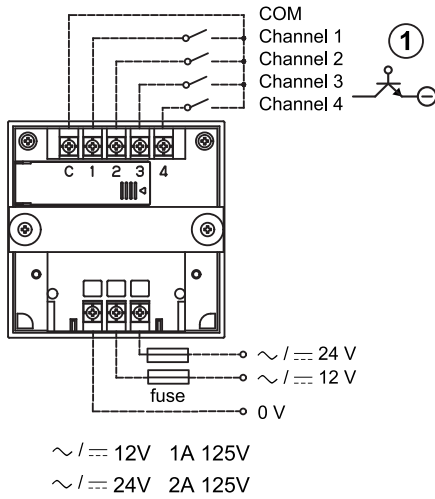 COM
Channel 1
Channel 2
Channel 3
Channel 4
1
C 1 2 3 4
∼ / ⎓ 24 V
∼ / ⎓ 12 V
fuse
0 V
∼ / ⎓ 12V 1A 125V
∼ / ⎓ 24V 2A 125V